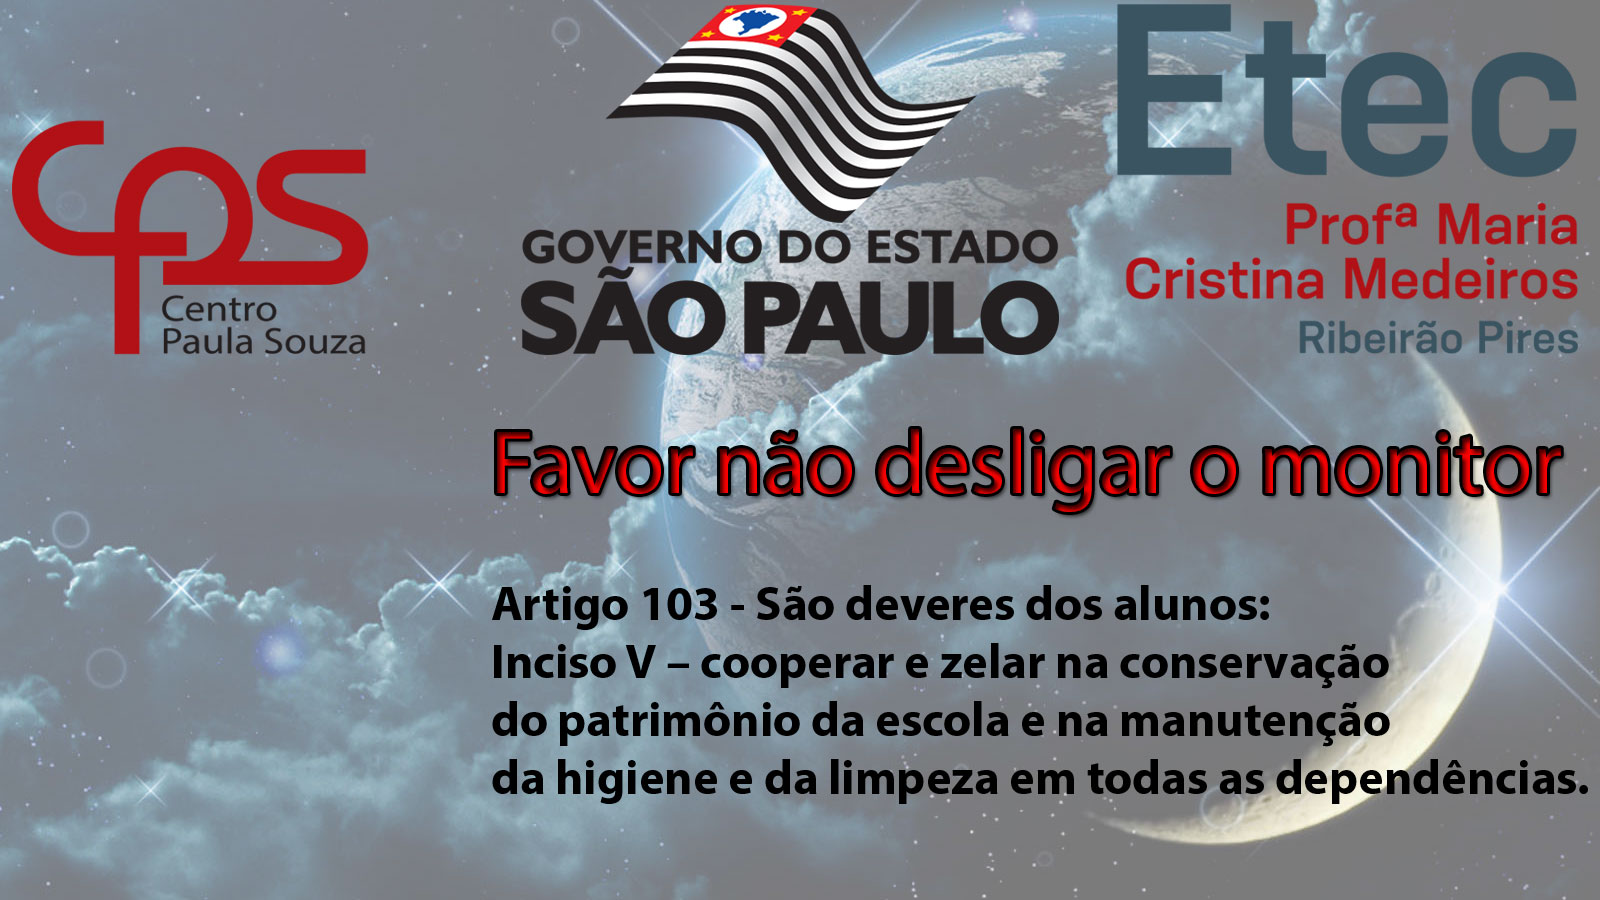 cps
Centro
Paula Souza
GOVERNO DO ESTADO
SÃO PAULO
Etec
Profª Maria
Cristina Medeiros
Ribeirão Pires
Favor não desligar o monitor
Artigo 103 - São deveres dos alunos:
Inciso V – cooperar e zelar na conservação
do patrimônio da escola e na manutenção
da higiene e da limpeza em todas as dependências.